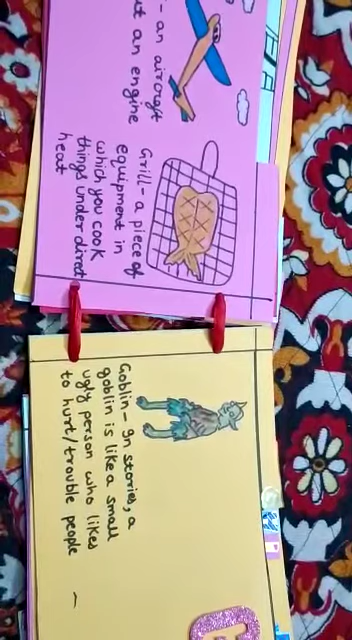 - an aircraft
ut an engine
Grill - a piece of
equipment in
which you cook
things under direct
heat
Goblin - In stories, a
goblin is like a small
ugly person who likes
to hurt/trouble people